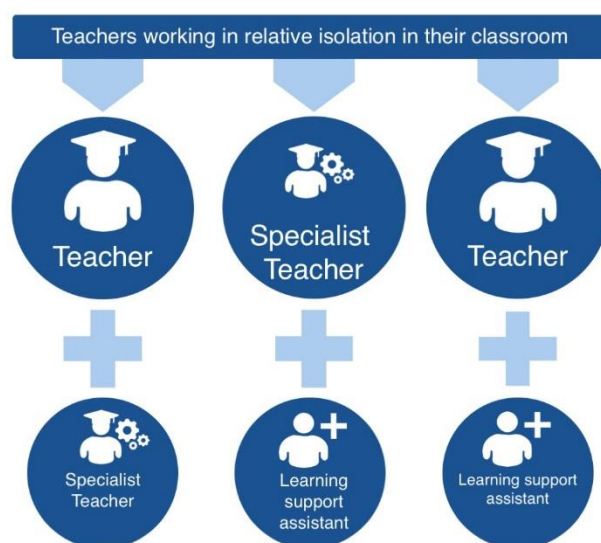 Teachers working in relative isolation in their classroom
Teacher
Specialist
Teacher
Teacher
Specialist
Teacher
Learning
support
assistant
Learning support
assistant